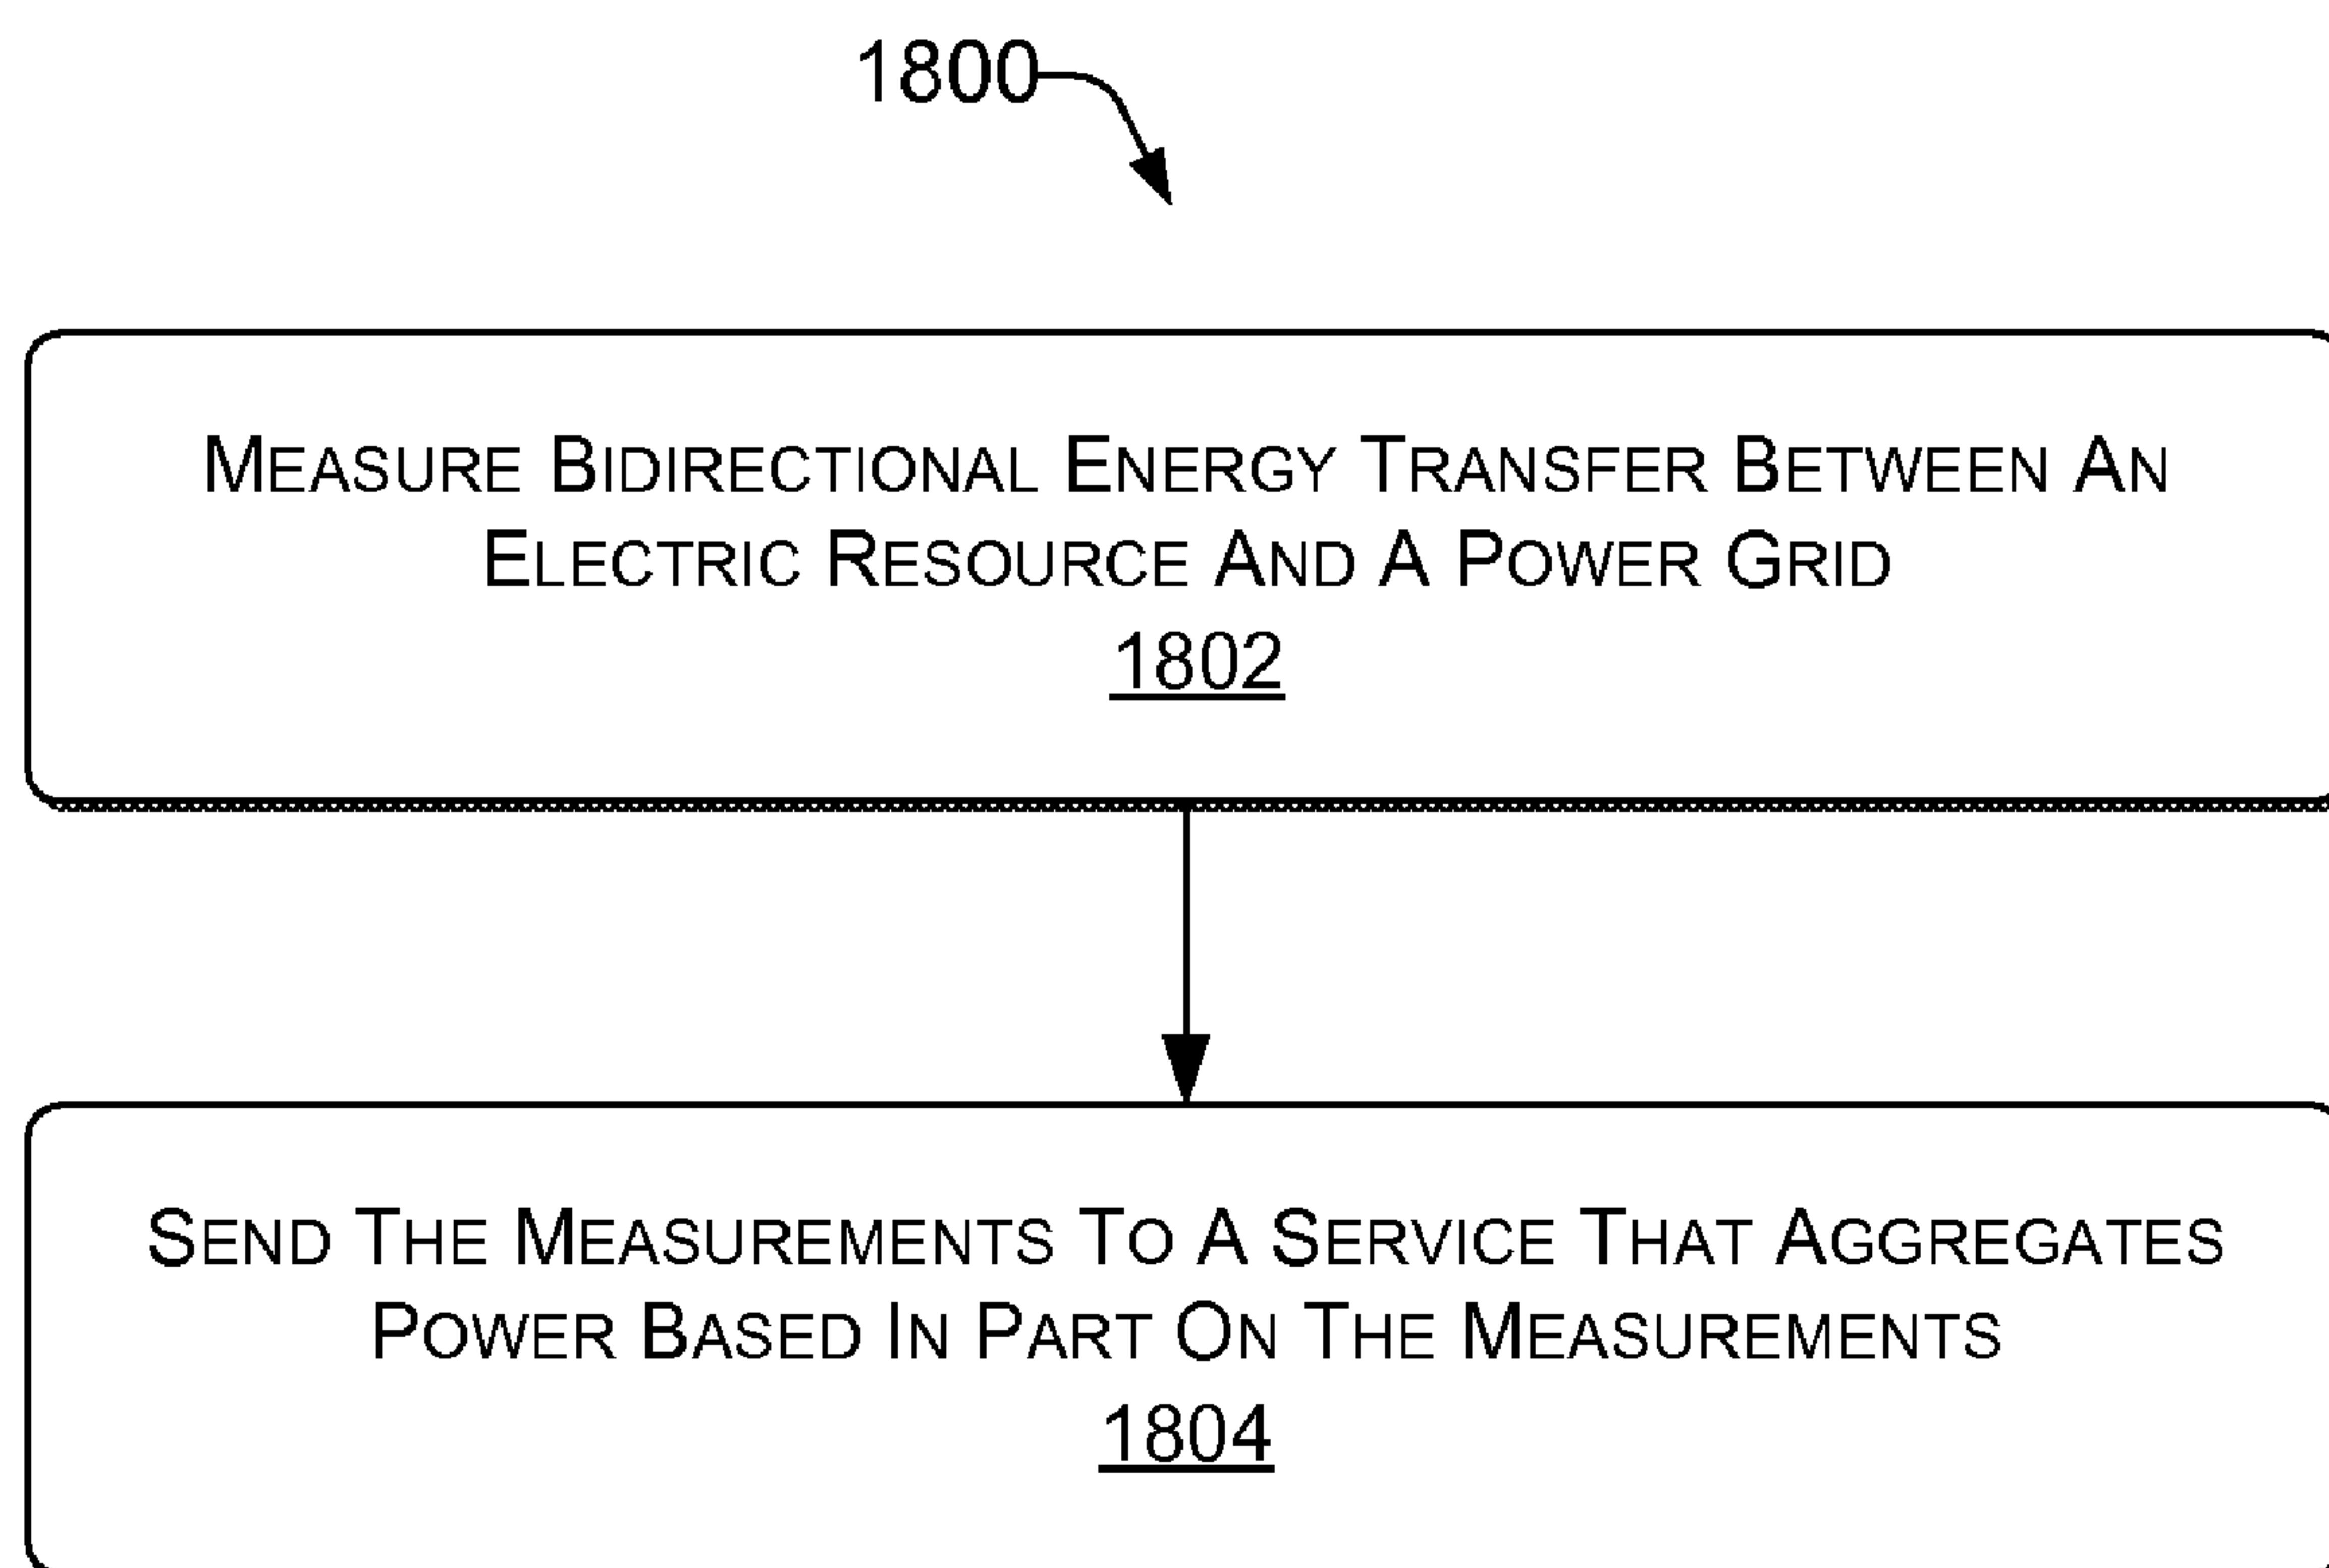 1800
MEASURE BIDIRECTIONAL ENERGY TRANSFER BETWEEN AN
ELECTRIC RESOURCE AND A POWER GRID
1802
SEND THE MEASUREMENTS TO A SERVICE THAT AGGREGATES
POWER BASED IN PART ON THE MEASUREMENTS
1804